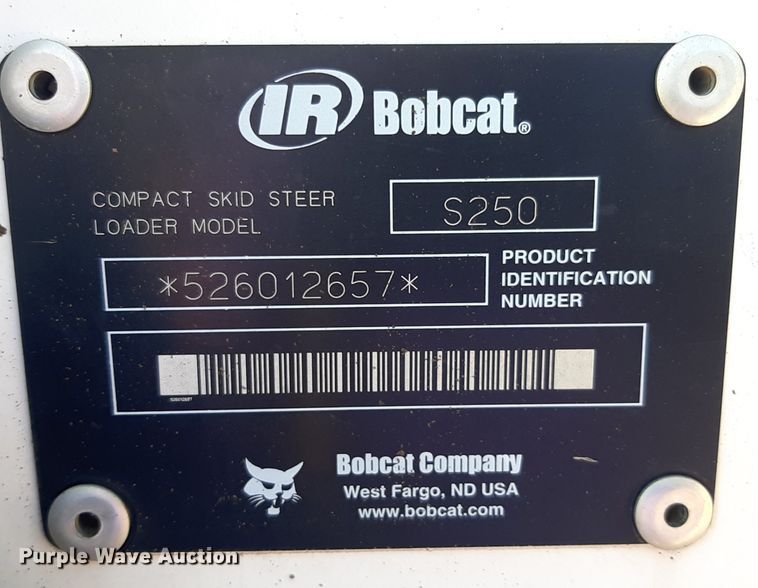 IR Bobcat®
COMPACT SKID STEER
LOADER MODEL
S250
*526012657*
PRODUCT
IDENTIFICATION
NUMBER
526012657
Bobcat Company
West Fargo, ND USA
www.bobcat.com
Purple Wave Auction